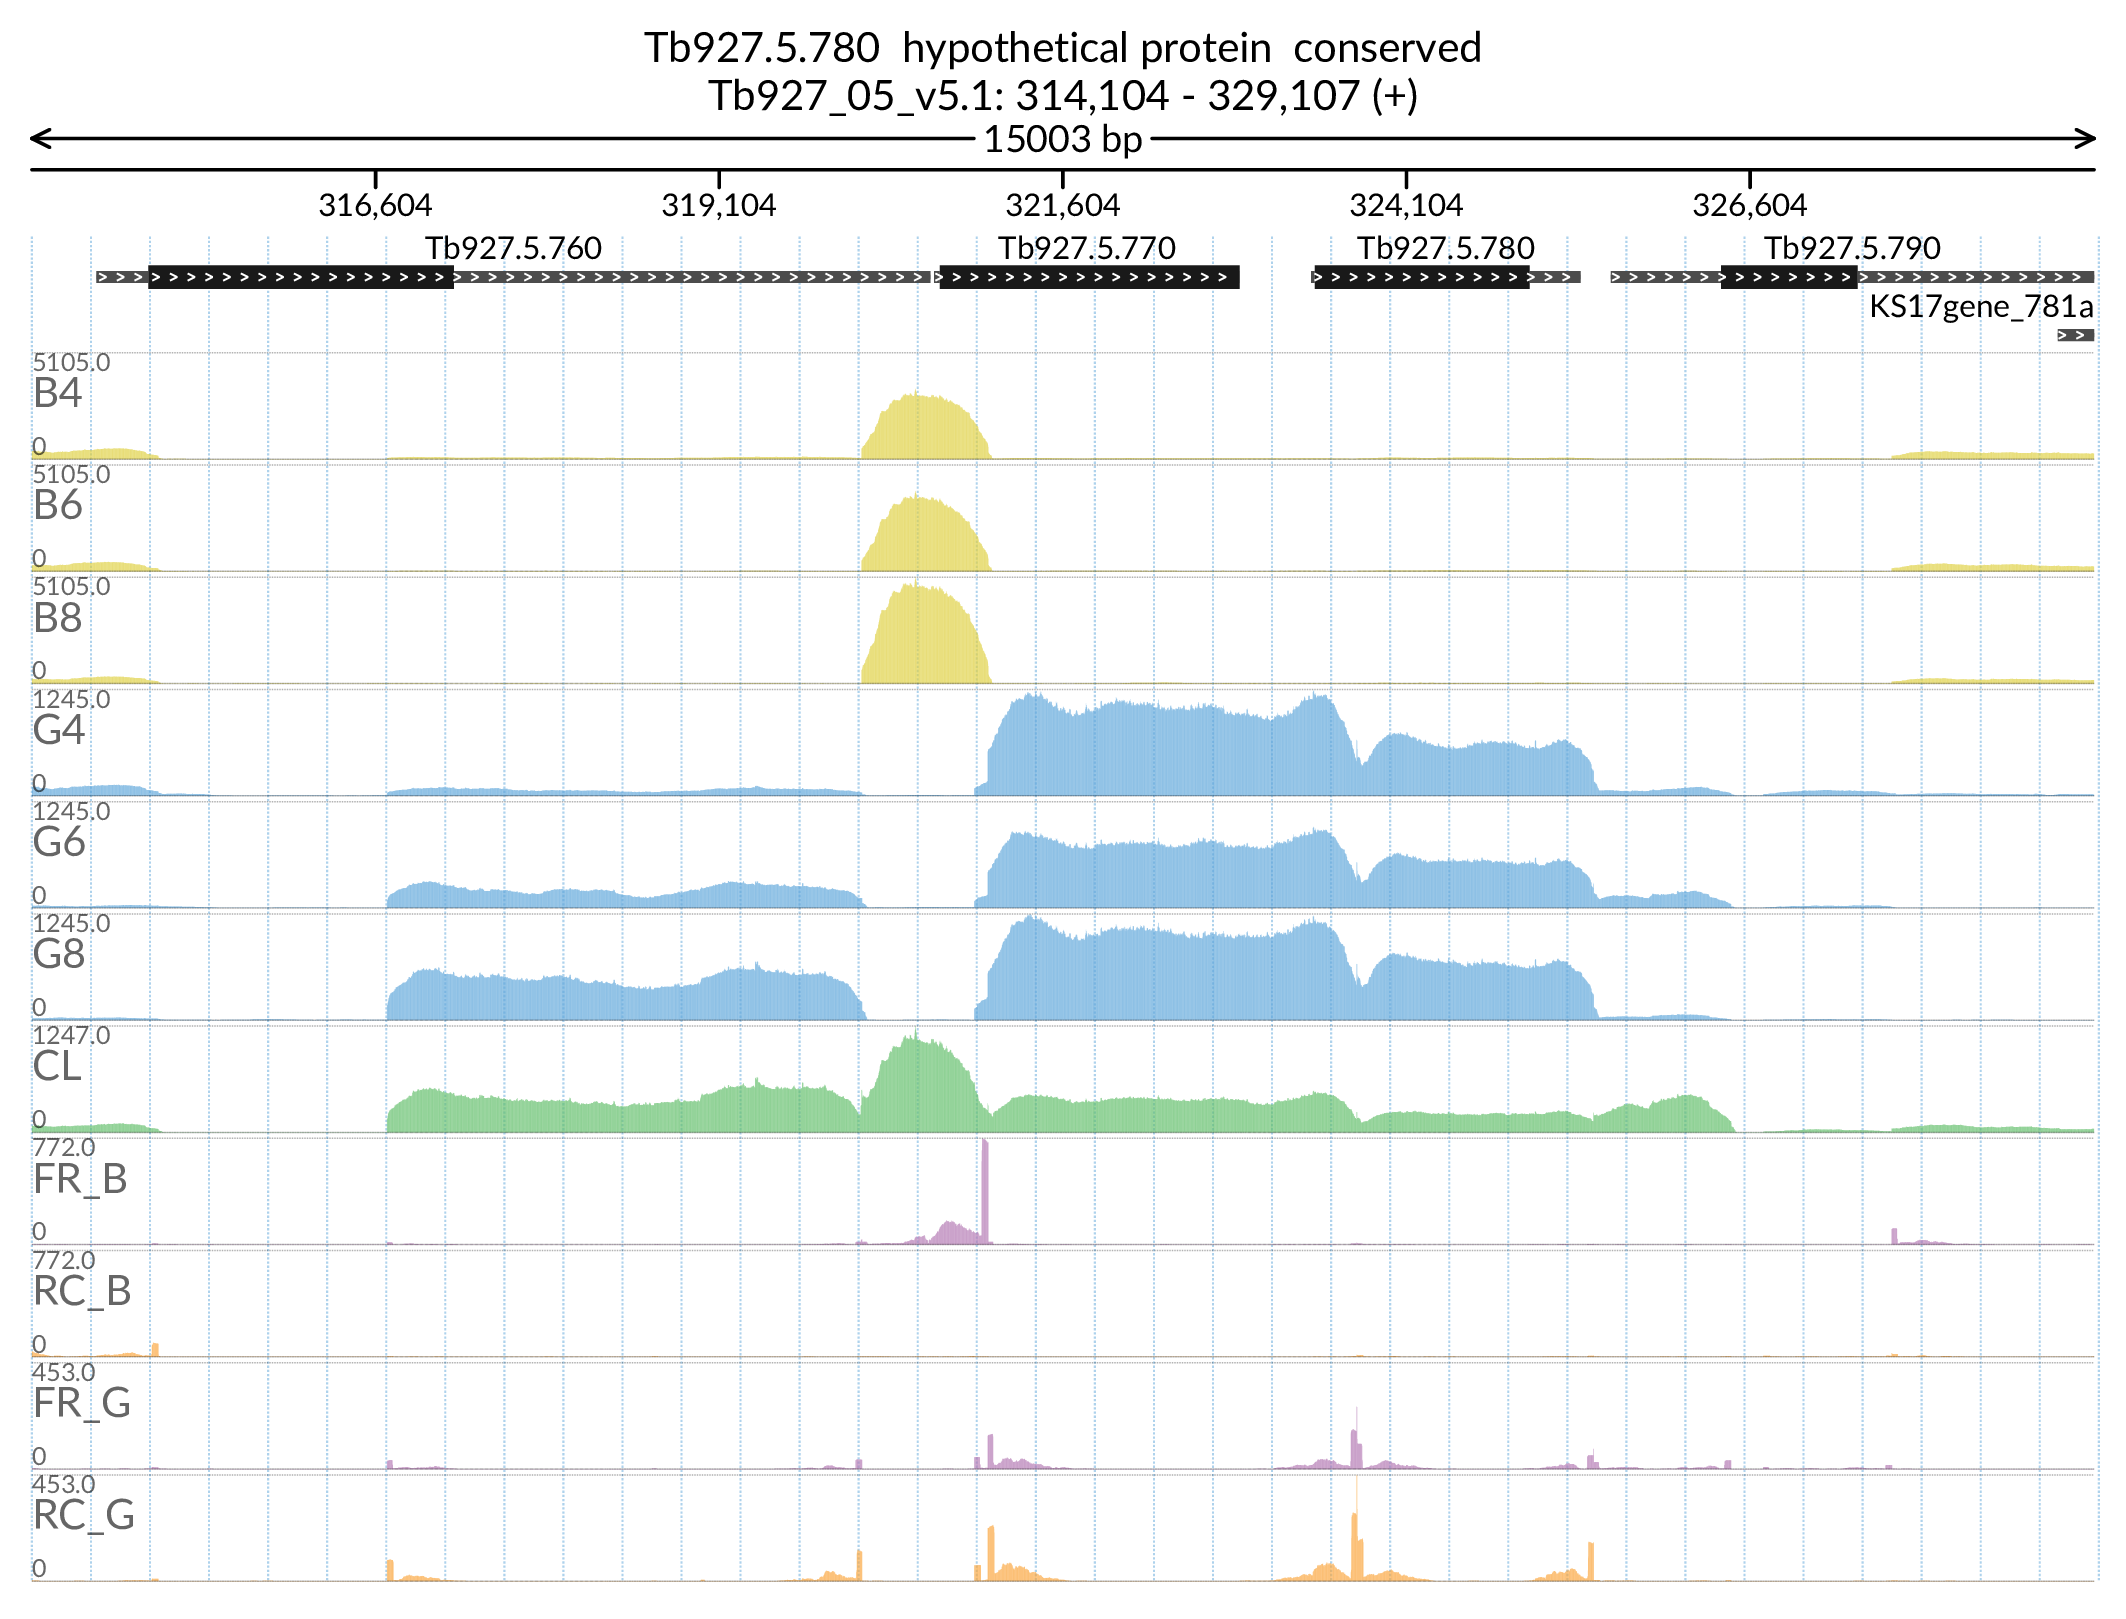 Tb927.5.780  hypothetical protein  conserved
Tb927_05_v5.1: 314,104 - 329,107 (+)
15003 bp
316,604 319,104 321,604 324,104 326,604
Tb927.5.760 Tb927.5.770 Tb927.5.780 Tb927.5.790
KS17gene_781a
5105.0
B4
0
5105.0
B6
0
5105.0
B8
0
1245.0
G4
0
1245.0
G6
0
1245.0
G8
0
1247.0
CL
0
772.0
FR_B
0
772.0
RC_B
0
453.0
FR_G
0
453.0
RC_G
0